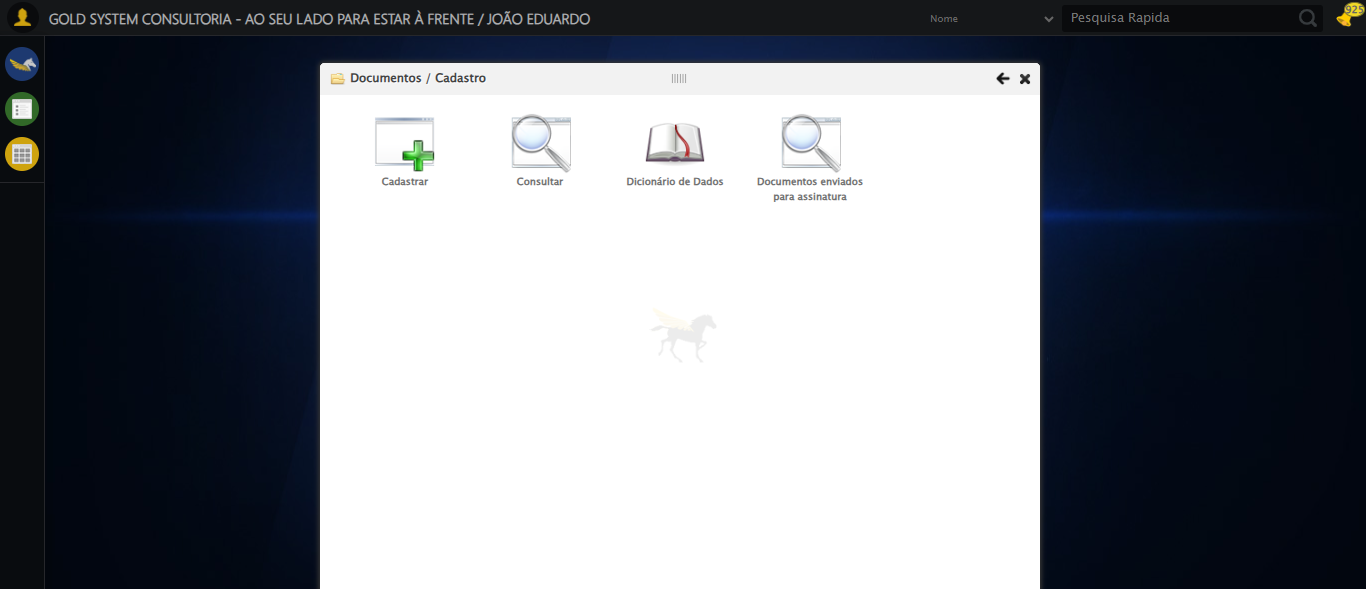 GOLD SYSTEM CONSULTORIA - AO SEU LADO PARA ESTAR À FRENTE / JOÃO EDUARDO
Nome
Pesquisa Rapida
925
Documentos / Cadastro
Cadastrar
Consultar
Dicionário de Dados
Documentos enviados
para assinatura